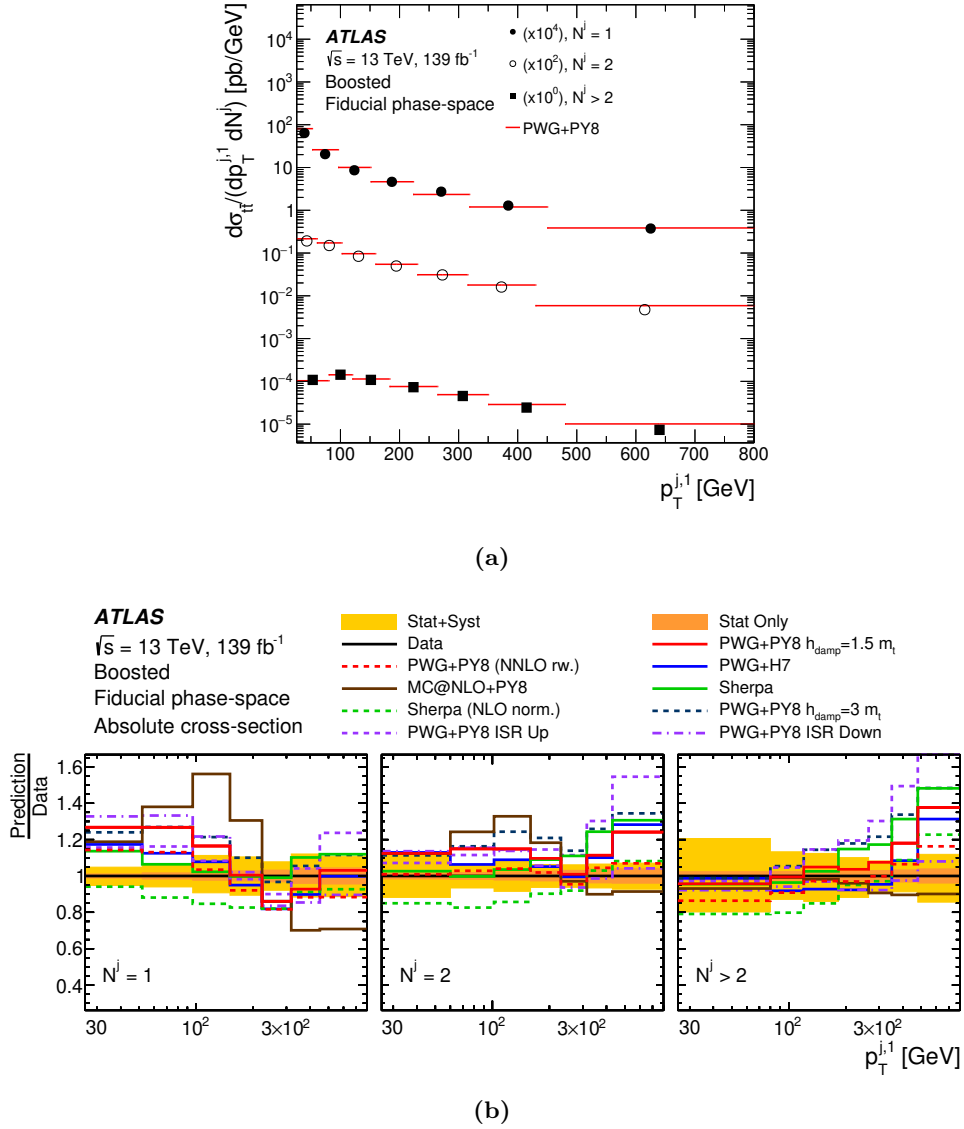 ATLAS
√s = 13 TeV, 139 fb⁻¹
Boosted
Fiducial phase-space
(x10⁴), Nʲ = 1
(x10²), Nʲ = 2
(x10⁰), Nʲ > 2
PWG+PY8
dσ_tt̄/(dp_T^{j,1} dNʲ) [pb/GeV]
10⁴
10³
10²
10
1
10⁻¹
10⁻²
10⁻³
10⁻⁴
10⁻⁵
100 200 300 400 500 600 700 800
p_T^{j,1} [GeV]
(a)
ATLAS
√s = 13 TeV, 139 fb⁻¹
Boosted
Fiducial phase-space
Absolute cross-section
Stat+Syst
Data
PWG+PY8 (NNLO rw.)
MC@NLO+PY8
Sherpa (NLO norm.)
PWG+PY8 ISR Up
Stat Only
PWG+PY8 h_damp=1.5 m_t
PWG+H7
Sherpa
PWG+PY8 h_damp=3 m_t
PWG+PY8 ISR Down
Prediction
Data
1.6
1.4
1.2
1
0.8
0.6
0.4
Nʲ = 1
Nʲ = 2
Nʲ > 2
30 10² 3×10²
30 10² 3×10²
30 10² 3×10²
p_T^{j,1} [GeV]
(b)